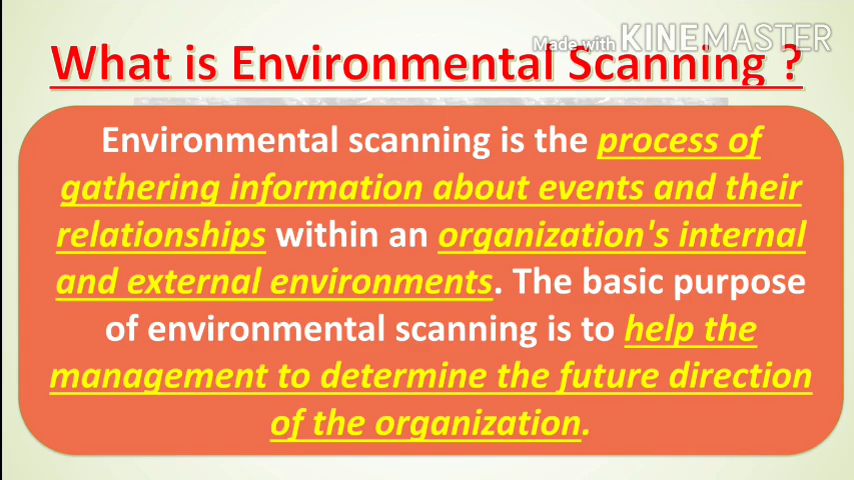 Made with KINEMASTER
What is Environmental Scanning ?
Environmental scanning is the process of
gathering information about events and their
relationships within an organization's internal
and external environments. The basic purpose
of environmental scanning is to help the
management to determine the future direction
of the organization.